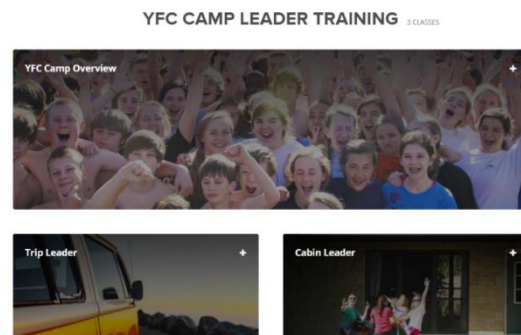 YFC CAMP LEADER TRAINING 3 CLASSES
YFC Camp Overview +
Trip Leader +
Cabin Leader +